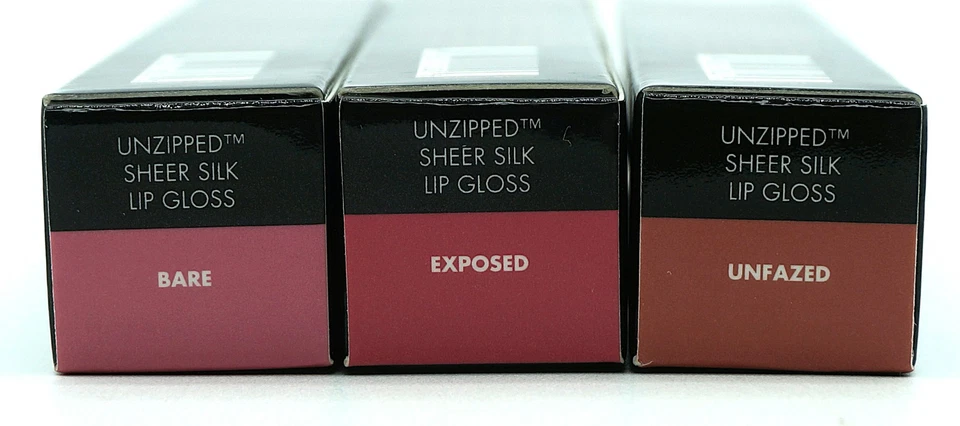 UNZIPPED™
SHEER SILK
LIP GLOSS
BARE
UNZIPPED™
SHEER SILK
LIP GLOSS
EXPOSED
UNZIPPED™
SHEER SILK
LIP GLOSS
UNFAZED